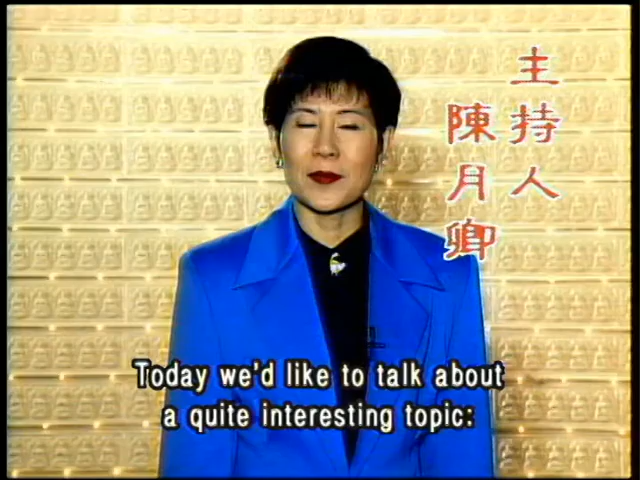 主持人
陳月卿
Today we'd like to talk about
a quite interesting topic: